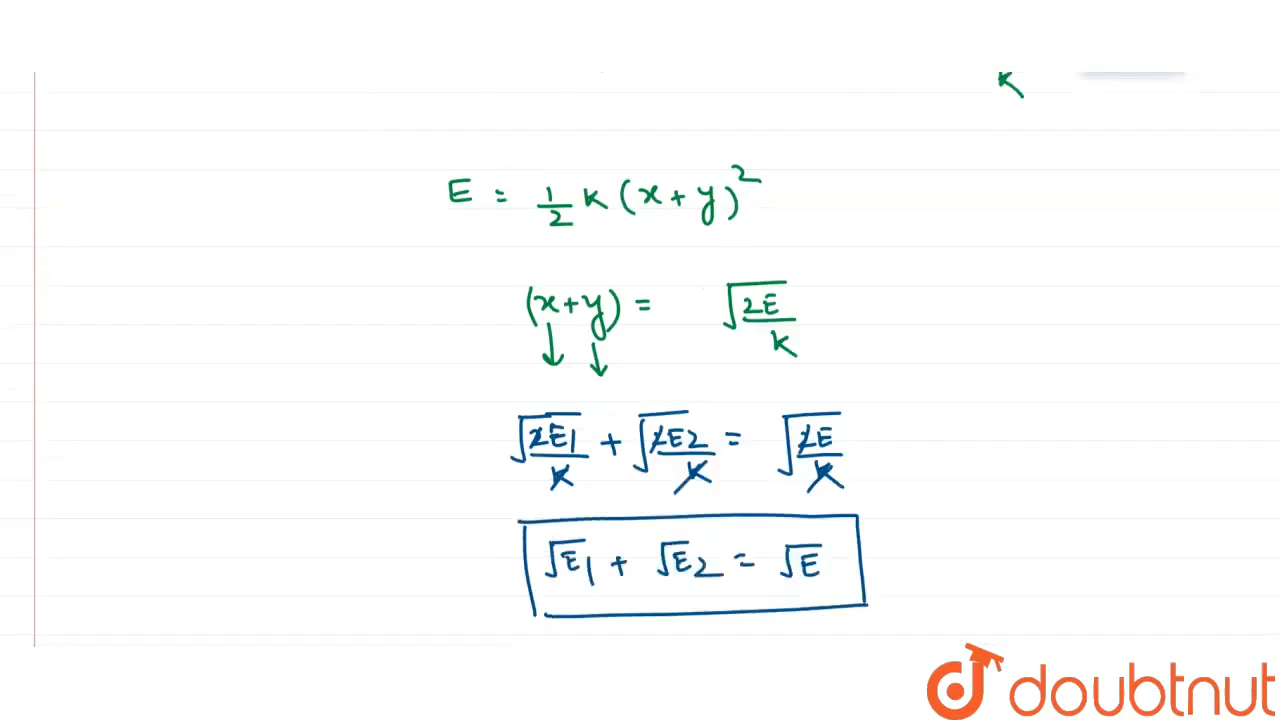 K
E = 1/2 K (x+y)^2
(x+y) = √(2E/K)
√(2E1/K) + √(2E2/K) = √(2E/K)
√E1 + √E2 = √E
doubtnut